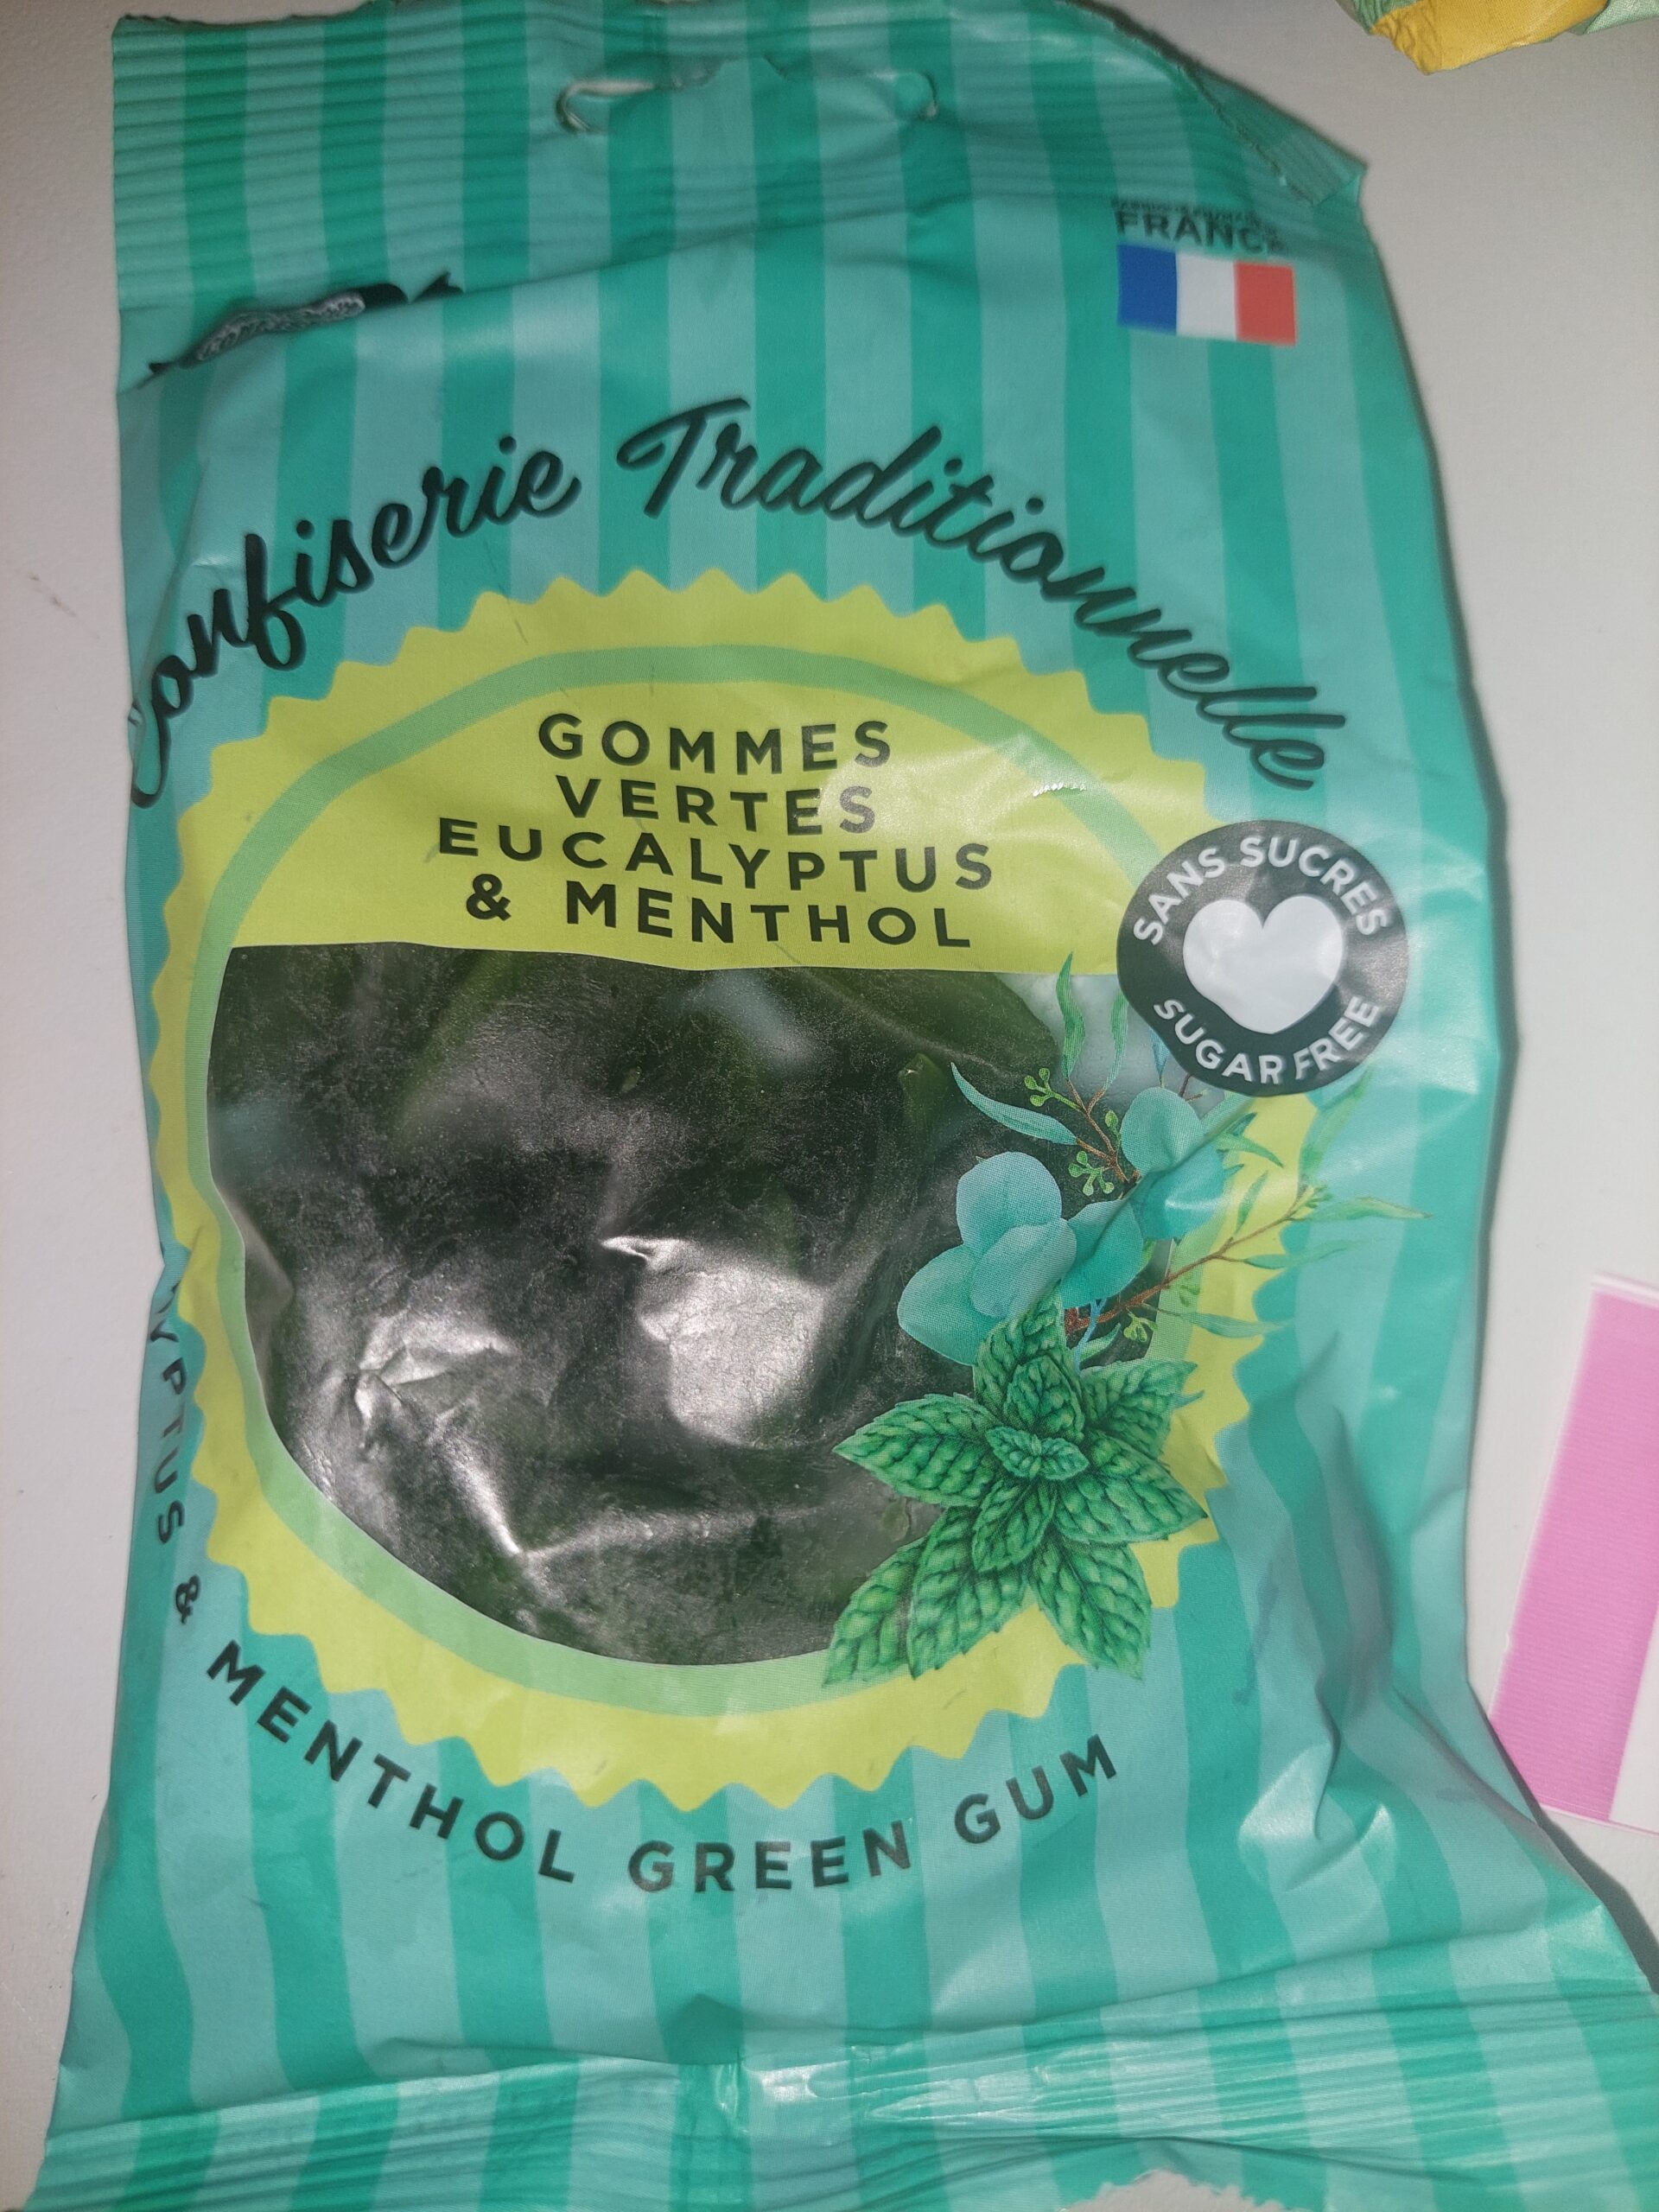 FRANCE
Confiserie Traditionnelle
GOMMES
VERTES
EUCALYPTUS
& MENTHOL
SANS SUCRES
SUGAR FREE
& MENTHOL GREEN GUM